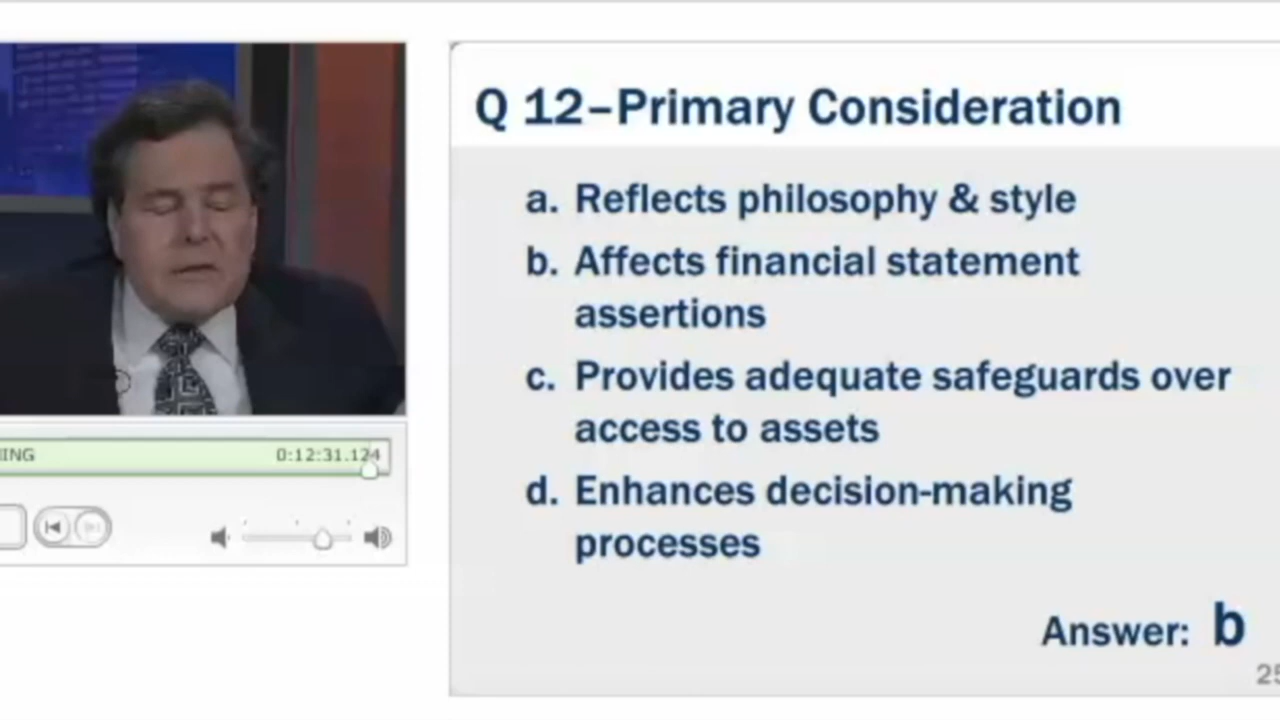 Q 12–Primary Consideration
a. Reflects philosophy & style
b. Affects financial statement
assertions
c. Provides adequate safeguards over
access to assets
d. Enhances decision-making
processes
Answer: b
25
ING
0:12:31.124